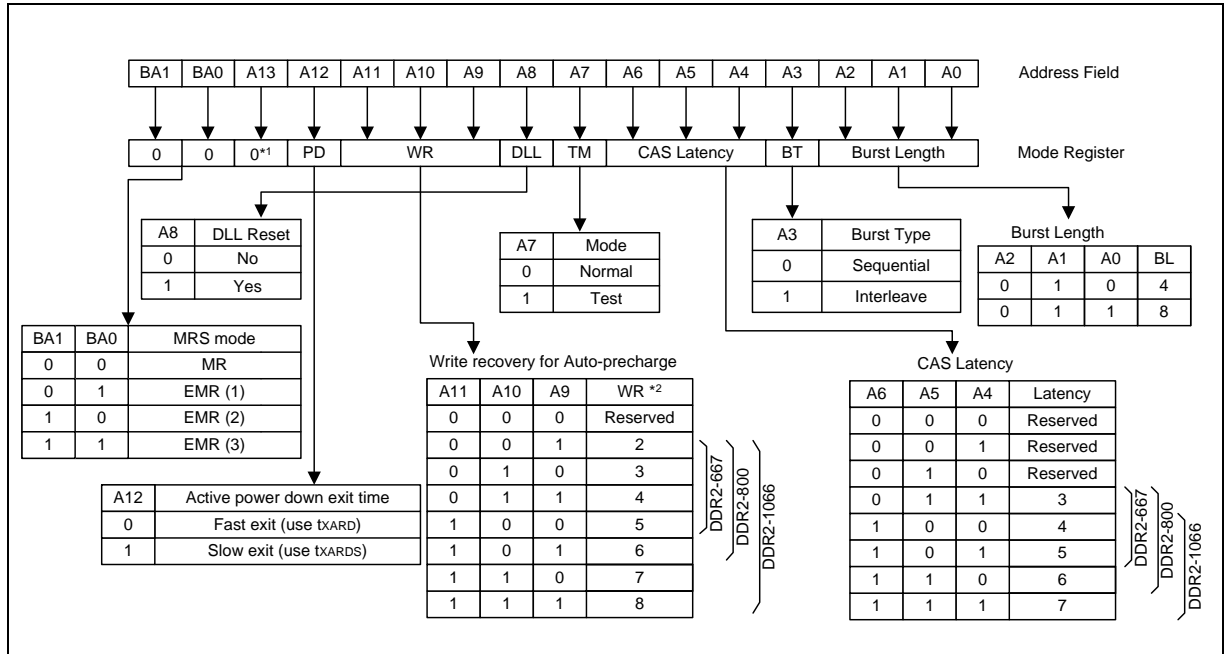 BA1 BA0 A13 A12 A11 A10 A9 A8 A7 A6 A5 A4 A3 A2 A1 A0 Address Field
0 0 0*1 PD WR DLL TM CAS Latency BT Burst Length Mode Register
A8 DLL Reset
0 No
1 Yes
A7 Mode
0 Normal
1 Test
A3 Burst Type
0 Sequential
1 Interleave
Burst Length
A2 A1 A0 BL
0 1 0 4
0 1 1 8
BA1 BA0 MRS mode
0 0 MR
0 1 EMR (1)
1 0 EMR (2)
1 1 EMR (3)
A12 Active power down exit time
0 Fast exit (use tXARD)
1 Slow exit (use tXARDS)
Write recovery for Auto-precharge
A11 A10 A9 WR *2
0 0 0 Reserved
0 0 1 2
0 1 0 3
0 1 1 4
1 0 0 5
1 0 1 6
1 1 0 7
1 1 1 8
DDR2-667
DDR2-800
DDR2-1066
CAS Latency
A6 A5 A4 Latency
0 0 0 Reserved
0 0 1 Reserved
0 1 0 Reserved
0 1 1 3
1 0 0 4
1 0 1 5
1 1 0 6
1 1 1 7
DDR2-667
DDR2-800
DDR2-1066